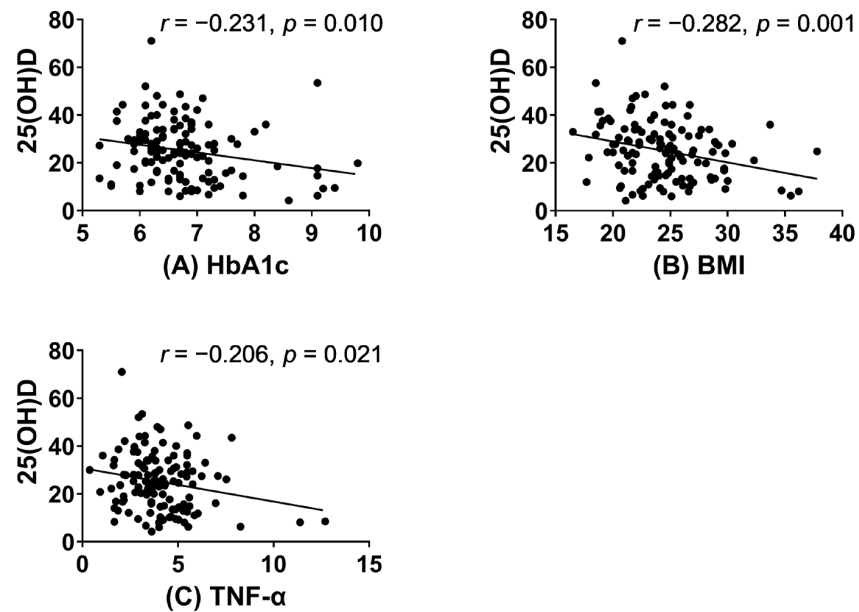 r = −0.231, p = 0.010
80
60
40
20
0
25(OH)D
5 6 7 8 9 10
(A) HbA1c
r = −0.282, p = 0.001
80
60
40
20
0
25(OH)D
15 20 25 30 35 40
(B) BMI
r = −0.206, p = 0.021
80
60
40
20
0
25(OH)D
0 5 10 15
(C) TNF-α